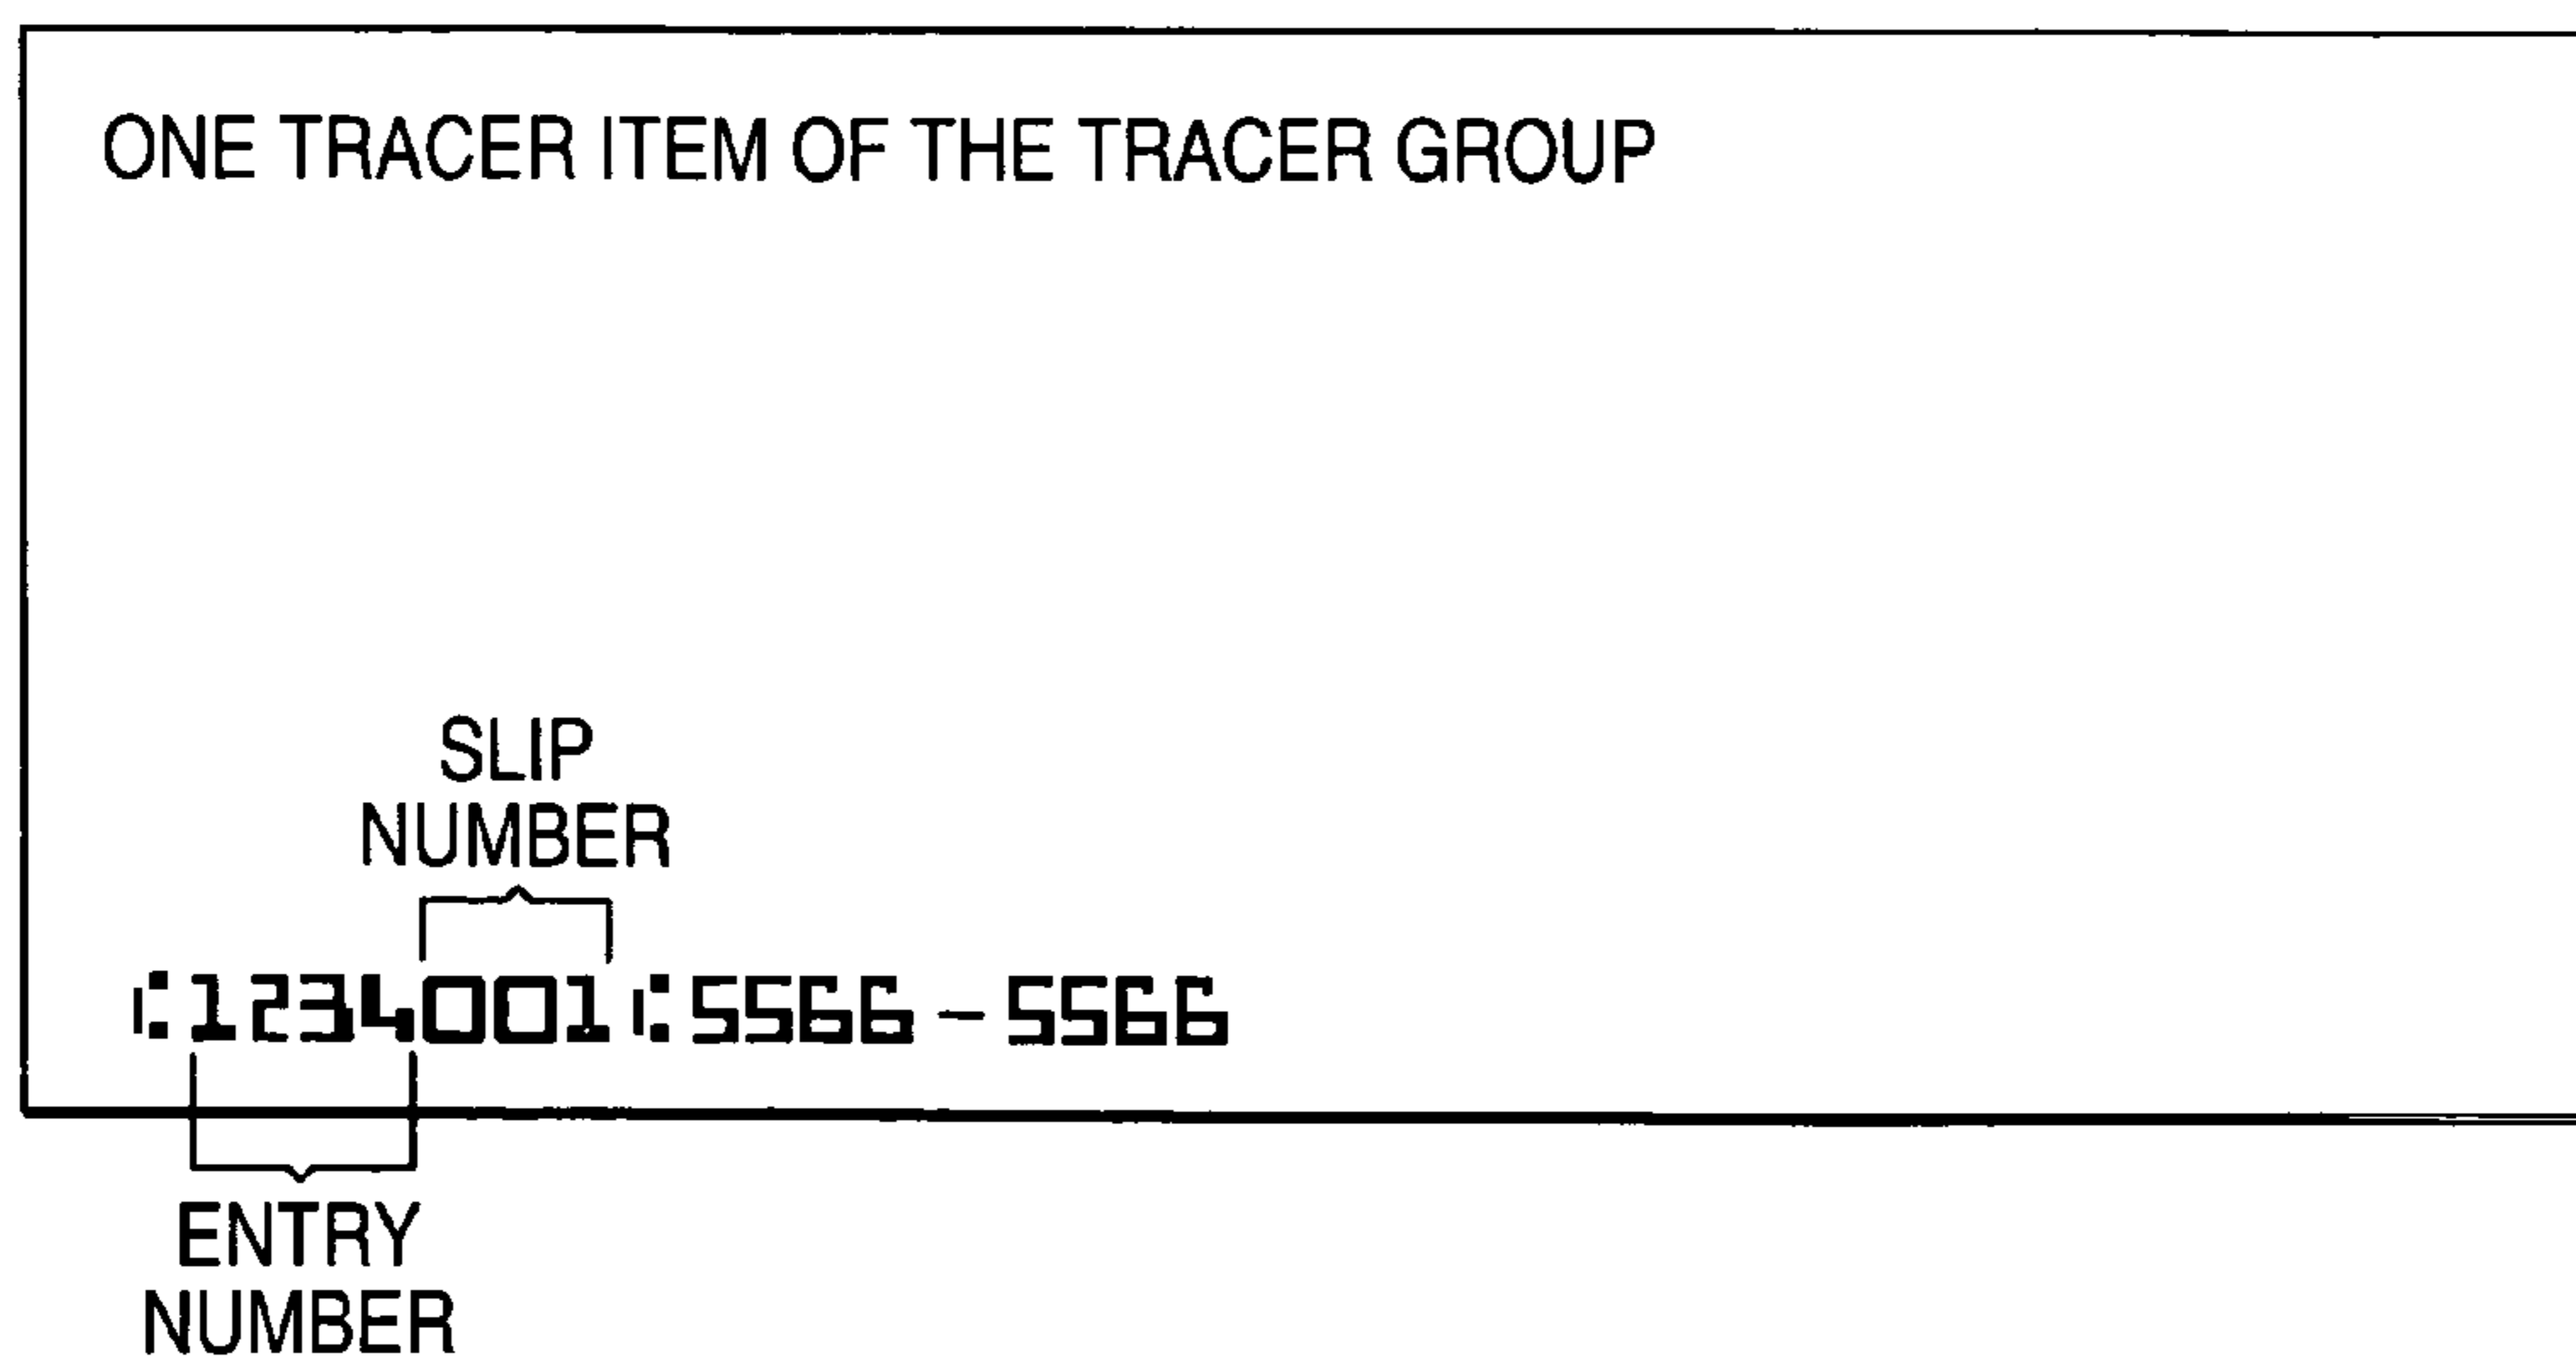 ONE TRACER ITEM OF THE TRACER GROUP
SLIP
NUMBER
⑆1234001⑆5566-5566
ENTRY
NUMBER